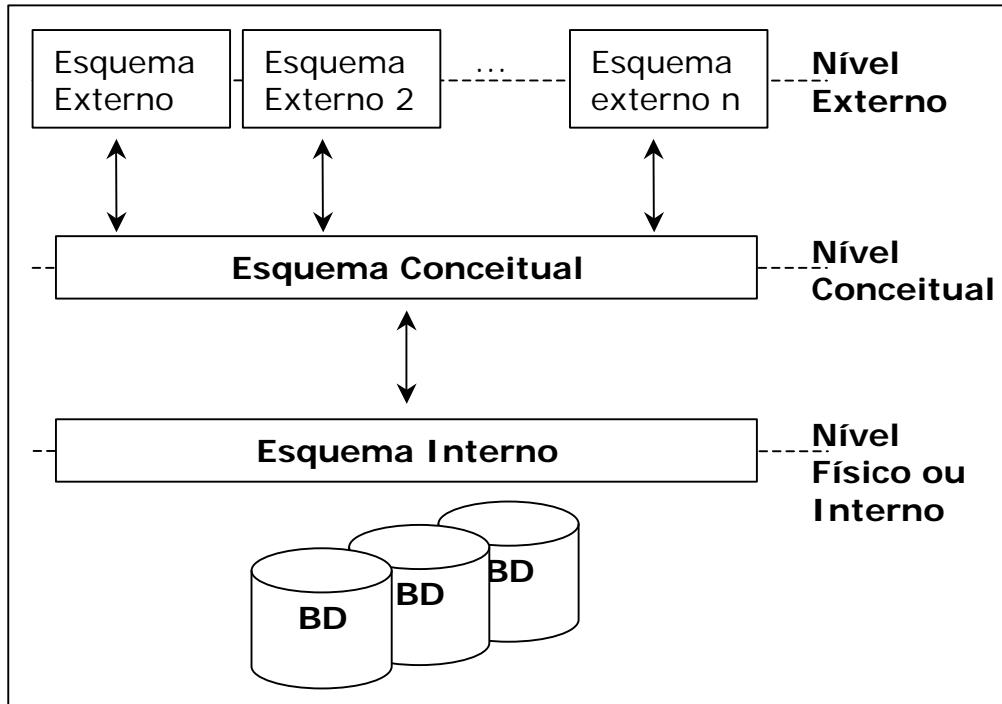 Esquema
Externo
Esquema
Externo 2
...
Esquema
externo n
Nível
Externo
Esquema Conceitual
Nível
Conceitual
Esquema Interno
Nível
Físico ou
Interno
BD
BD
BD